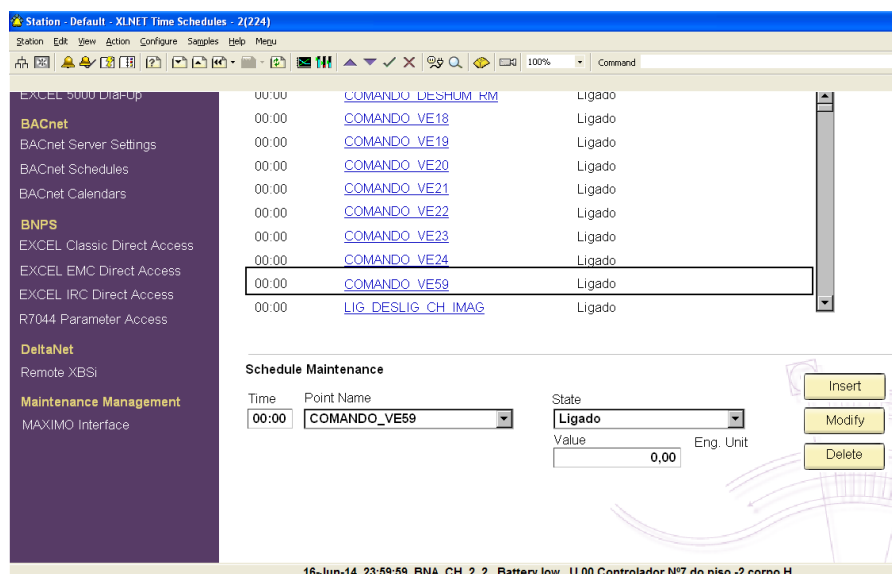 Station - Default - XLNET Time Schedules - 2(224)
Station Edit View Action Configure Samples Help Menu
100% Command
EXCEL 5000 Dial-Up
BACnet
BACnet Server Settings
BACnet Schedules
BACnet Calendars
BNPS
EXCEL Classic Direct Access
EXCEL EMC Direct Access
EXCEL IRC Direct Access
R7044 Parameter Access
DeltaNet
Remote XBSi
Maintenance Management
MAXIMO Interface
00:00 COMANDO_DESHUM_RM Ligado
00:00 COMANDO_VE18 Ligado
00:00 COMANDO_VE19 Ligado
00:00 COMANDO_VE20 Ligado
00:00 COMANDO_VE21 Ligado
00:00 COMANDO_VE22 Ligado
00:00 COMANDO_VE23 Ligado
00:00 COMANDO_VE24 Ligado
00:00 COMANDO_VE59 Ligado
00:00 LIG_DESLIG_CH_IMAG Ligado
Schedule Maintenance
Time Point Name State
00:00 COMANDO_VE59 Ligado
Value Eng. Unit
0,00
Insert
Modify
Delete
16-Jun-14 23:59:59 BNA_CH_2_2 Battery low U 00 Controlador Nº7 do piso -2 corpo H